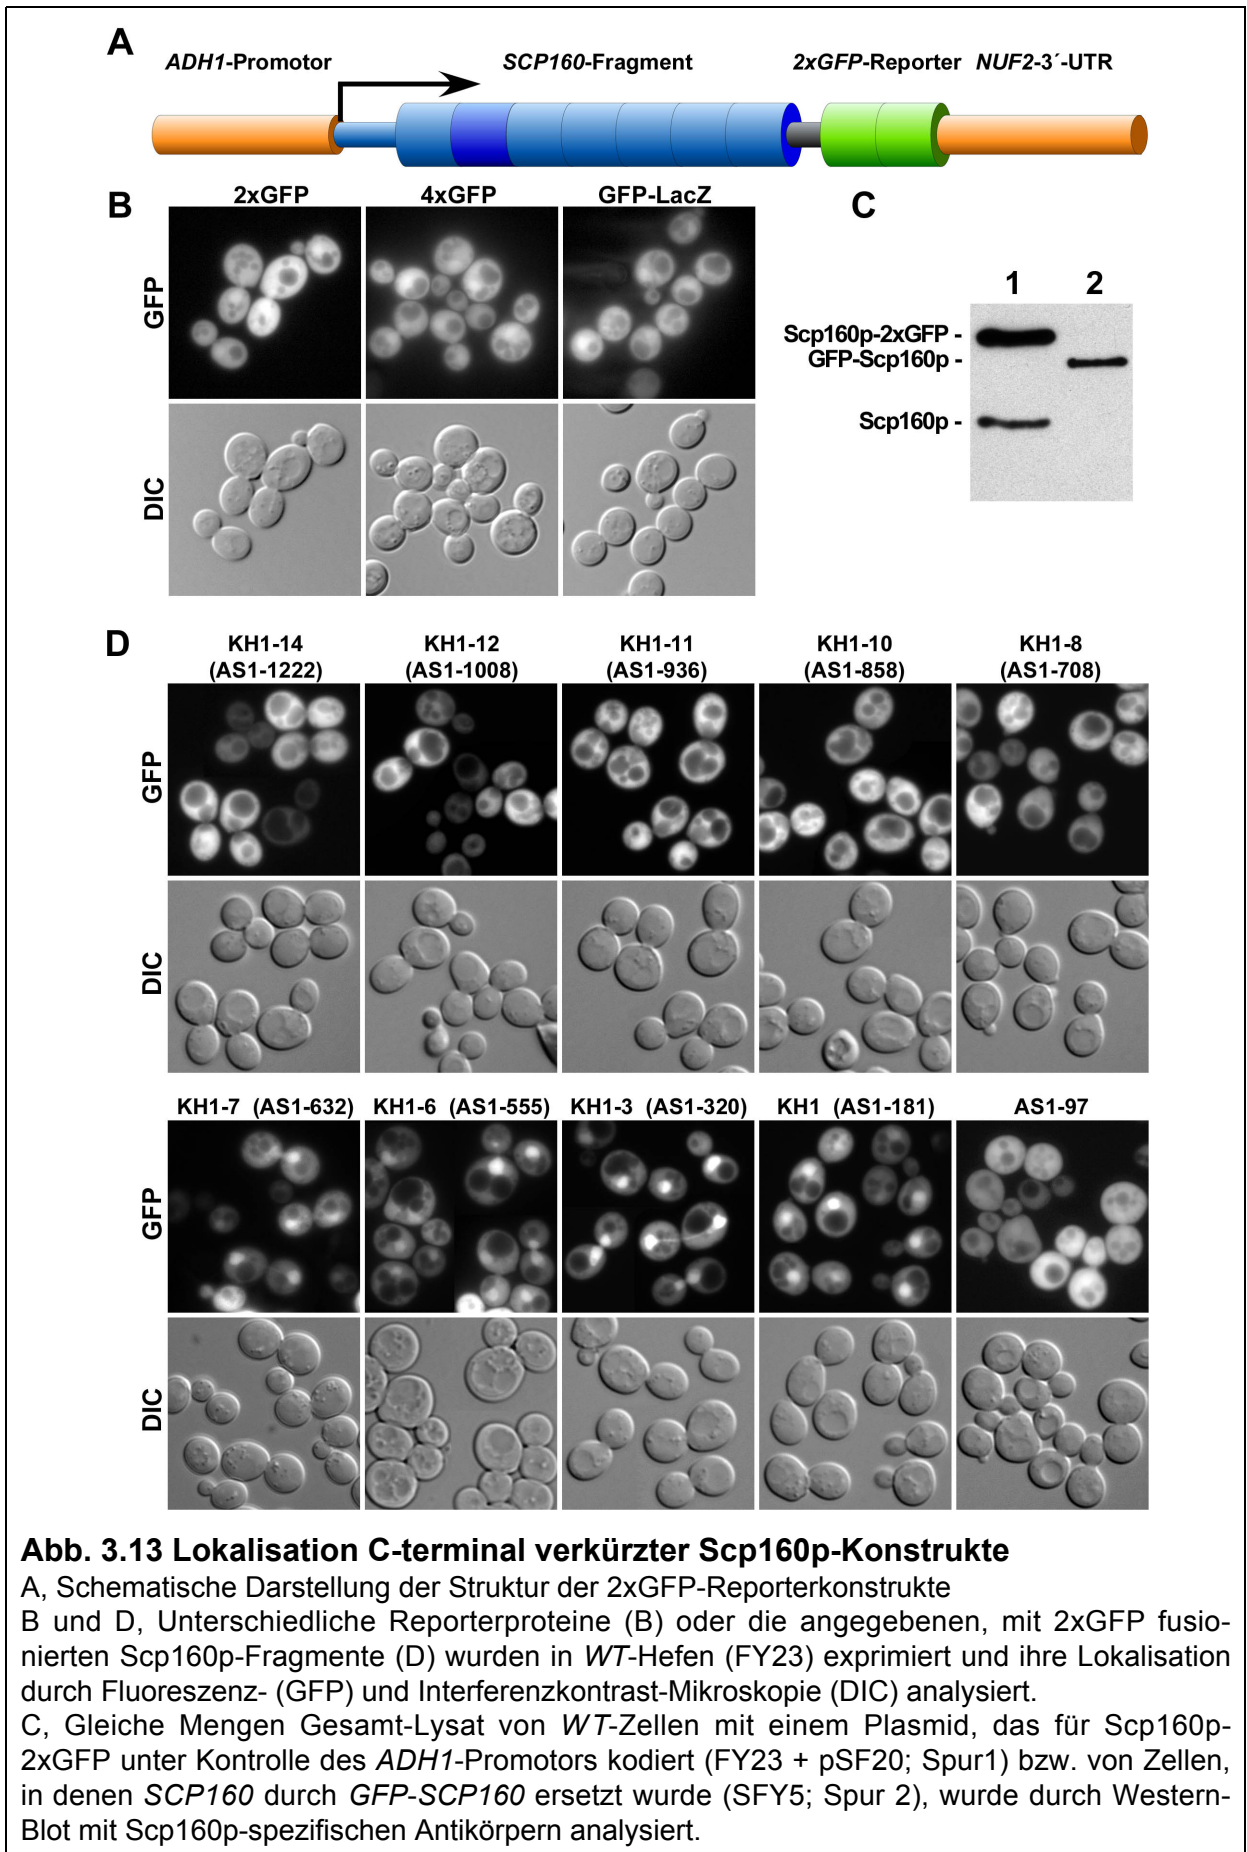 A
ADH1-Promotor SCP160-Fragment 2xGFP-Reporter NUF2-3´-UTR
B
2xGFP 4xGFP GFP-LacZ
GFP
DIC
C
1 2
Scp160p-2xGFP -
GFP-Scp160p -
Scp160p -
D
KH1-14 KH1-12 KH1-11 KH1-10 KH1-8
(AS1-1222) (AS1-1008) (AS1-936) (AS1-858) (AS1-708)
GFP
DIC
KH1-7 (AS1-632) KH1-6 (AS1-555) KH1-3 (AS1-320) KH1 (AS1-181) AS1-97
GFP
DIC
Abb. 3.13 Lokalisation C-terminal verkürzter Scp160p-Konstrukte
A, Schematische Darstellung der Struktur der 2xGFP-Reporterkonstrukte
B und D, Unterschiedliche Reporterproteine (B) oder die angegebenen, mit 2xGFP fusio-
nierten Scp160p-Fragmente (D) wurden in WT-Hefen (FY23) exprimiert und ihre Lokalisation
durch Fluoreszenz- (GFP) und Interferenzkontrast-Mikroskopie (DIC) analysiert.
C, Gleiche Mengen Gesamt-Lysat von WT-Zellen mit einem Plasmid, das für Scp160p-
2xGFP unter Kontrolle des ADH1-Promotors kodiert (FY23 + pSF20; Spur1) bzw. von Zellen,
in denen SCP160 durch GFP-SCP160 ersetzt wurde (SFY5; Spur 2), wurde durch Western-
Blot mit Scp160p-spezifischen Antikörpern analysiert.